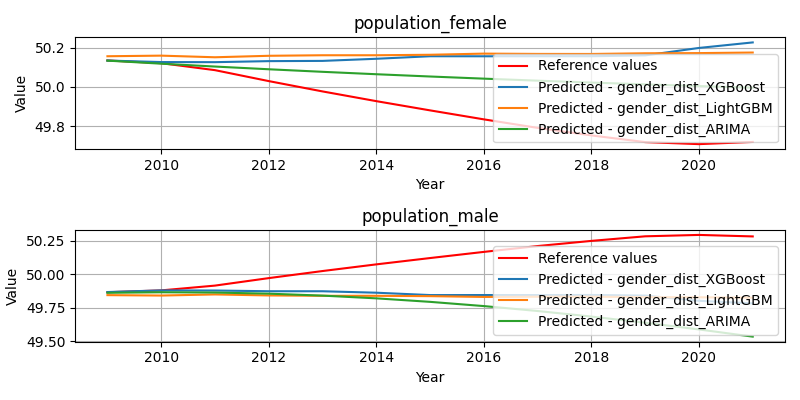 population_female
50.2
50.0
49.8
Value
Reference values
Predicted - gender_dist_XGBoost
Predicted - gender_dist_LightGBM
Predicted - gender_dist_ARIMA
2010 2012 2014 2016 2018 2020
Year
population_male
50.25
50.00
49.75
49.50
Value
Reference values
Predicted - gender_dist_XGBoost
Predicted - gender_dist_LightGBM
Predicted - gender_dist_ARIMA
2010 2012 2014 2016 2018 2020
Year